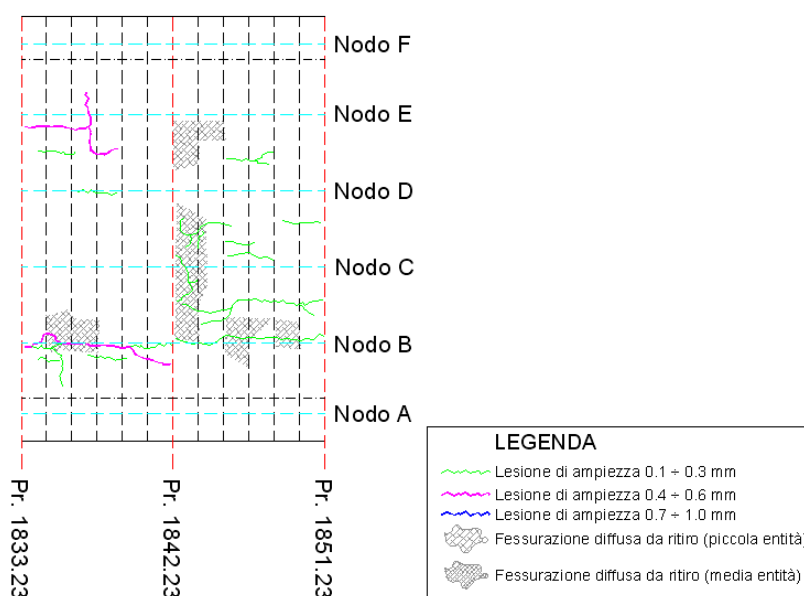 Nodo F
Nodo E
Nodo D
Nodo C
Nodo B
Nodo A
Pr. 1833.23
Pr. 1842.23
Pr. 1851.23
LEGENDA
Lesione di ampiezza 0.1 ÷ 0.3 mm
Lesione di ampiezza 0.4 ÷ 0.6 mm
Lesione di ampiezza 0.7 ÷ 1.0 mm
Fessurazione diffusa da ritiro (piccola entità)
Fessurazione diffusa da ritiro (media entità)